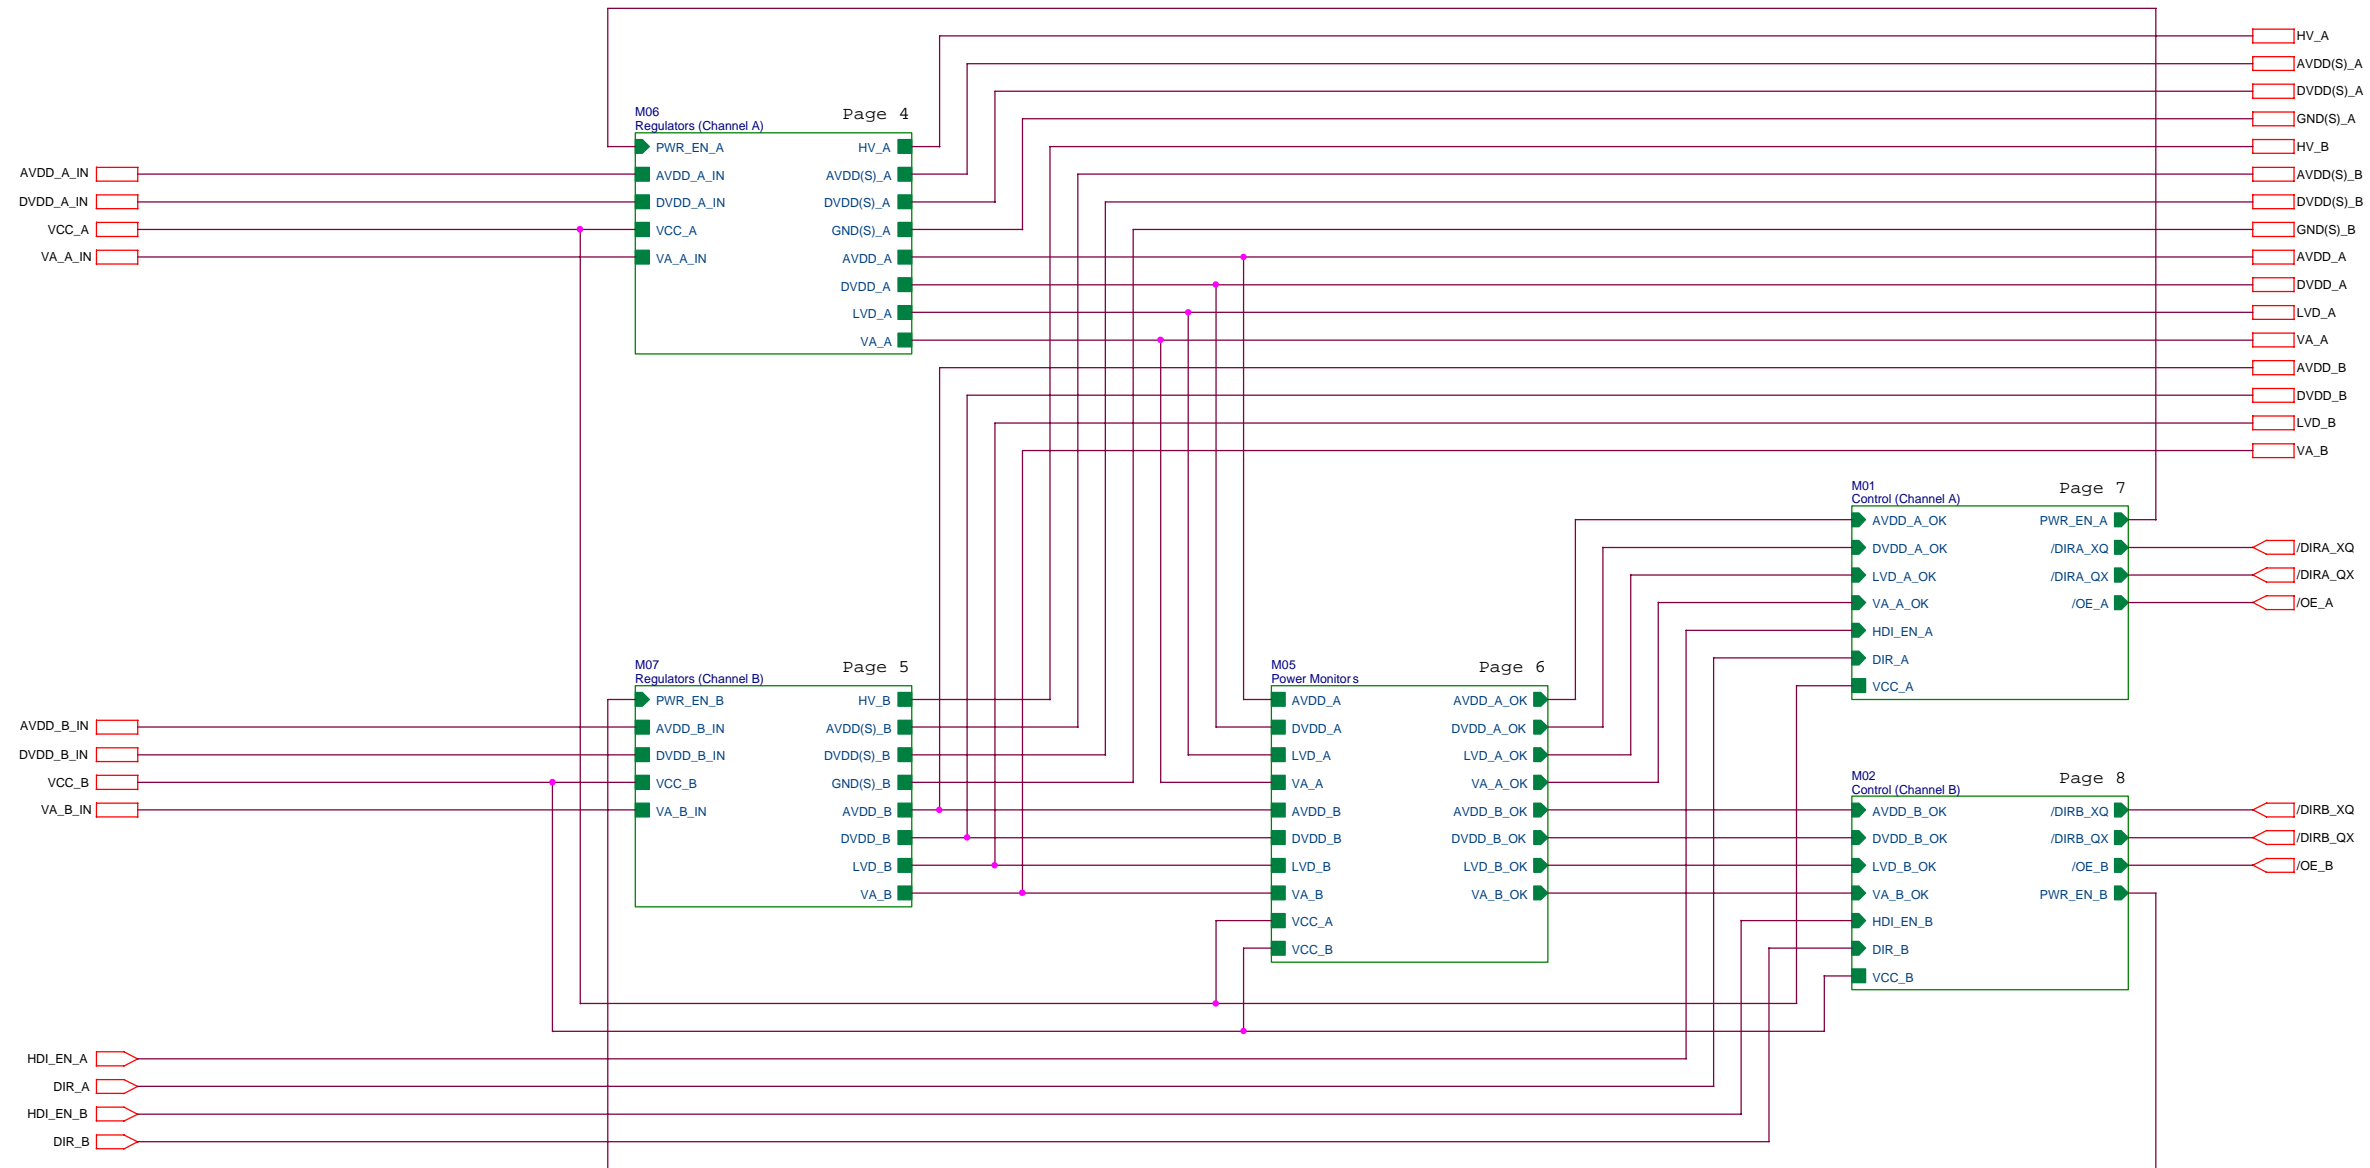 HV_A
AVDD(S)_A
DVDD(S)_A
GND(S)_A
HV_B
AVDD(S)_B
DVDD(S)_B
GND(S)_B
AVDD_A
DVDD_A
LVD_A
VA_A
AVDD_B
DVDD_B
LVD_B
VA_B
AVDD_A_IN
DVDD_A_IN
VCC_A
VA_A_IN
M06
Regulators (Channel A)
Page 4
PWR_EN_A
AVDD_A_IN
DVDD_A_IN
VCC_A
VA_A_IN
HV_A
AVDD(S)_A
DVDD(S)_A
GND(S)_A
AVDD_A
DVDD_A
LVD_A
VA_A
M01
Control (Channel A)
Page 7
AVDD_A_OK
DVDD_A_OK
LVD_A_OK
VA_A_OK
HDI_EN_A
DIR_A
VCC_A
PWR_EN_A
/DIRA_XQ
/DIRA_QX
/OE_A
/DIRA_XQ
/DIRA_QX
/OE_A
AVDD_B_IN
DVDD_B_IN
VCC_B
VA_B_IN
M07
Regulators (Channel B)
Page 5
PWR_EN_B
AVDD_B_IN
DVDD_B_IN
VCC_B
VA_B_IN
HV_B
AVDD(S)_B
DVDD(S)_B
GND(S)_B
AVDD_B
DVDD_B
LVD_B
VA_B
M05
Power Monitors
Page 6
AVDD_A
DVDD_A
LVD_A
VA_A
AVDD_B
DVDD_B
LVD_B
VA_B
VCC_A
VCC_B
AVDD_A_OK
DVDD_A_OK
LVD_A_OK
VA_A_OK
AVDD_B_OK
DVDD_B_OK
LVD_B_OK
VA_B_OK
M02
Control (Channel B)
Page 8
AVDD_B_OK
DVDD_B_OK
LVD_B_OK
VA_B_OK
HDI_EN_B
DIR_B
VCC_B
/DIRB_XQ
/DIRB_QX
/OE_B
PWR_EN_B
/DIRB_XQ
/DIRB_QX
/OE_B
HDI_EN_A
DIR_A
HDI_EN_B
DIR_B